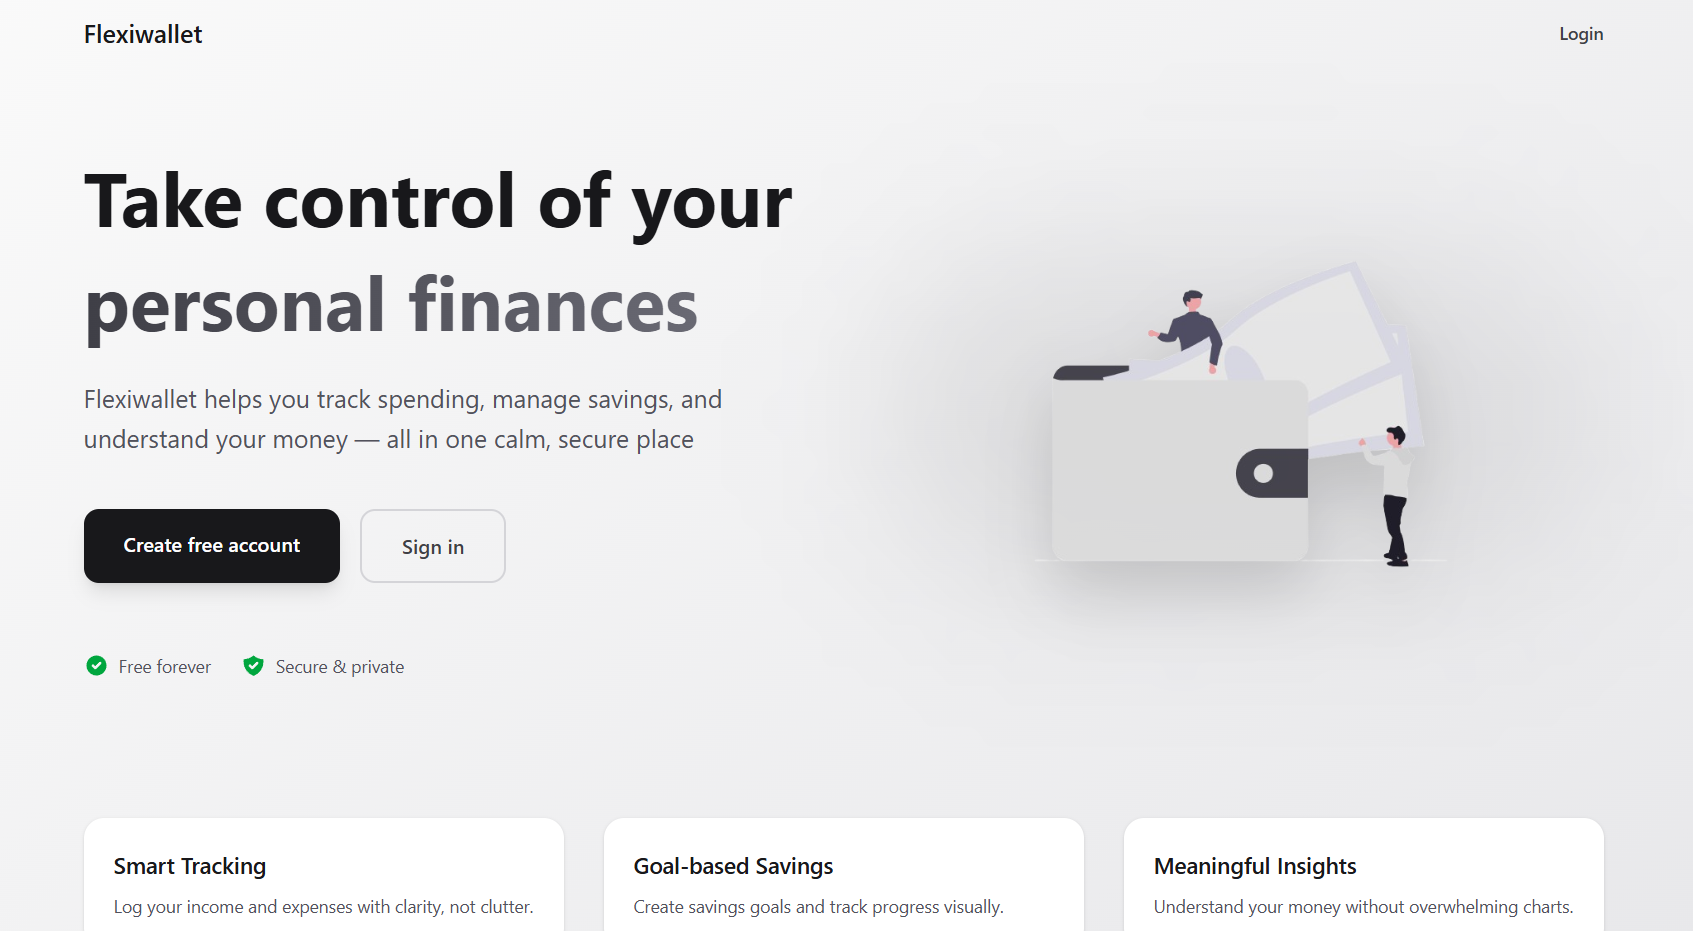 Flexiwallet
Login
Take control of your
personal finances
Flexiwallet helps you track spending, manage savings, and
understand your money — all in one calm, secure place
Create free account
Sign in
Free forever
Secure & private
Smart Tracking
Log your income and expenses with clarity, not clutter.
Goal-based Savings
Create savings goals and track progress visually.
Meaningful Insights
Understand your money without overwhelming charts.